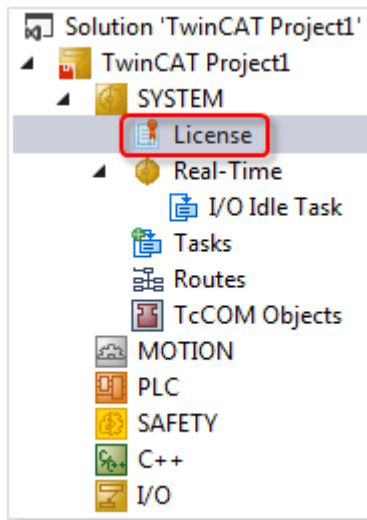 Solution 'TwinCAT Project1'
TwinCAT Project1
SYSTEM
License
Real-Time
I/O Idle Task
Tasks
Routes
TcCOM Objects
MOTION
PLC
SAFETY
C++
I/O